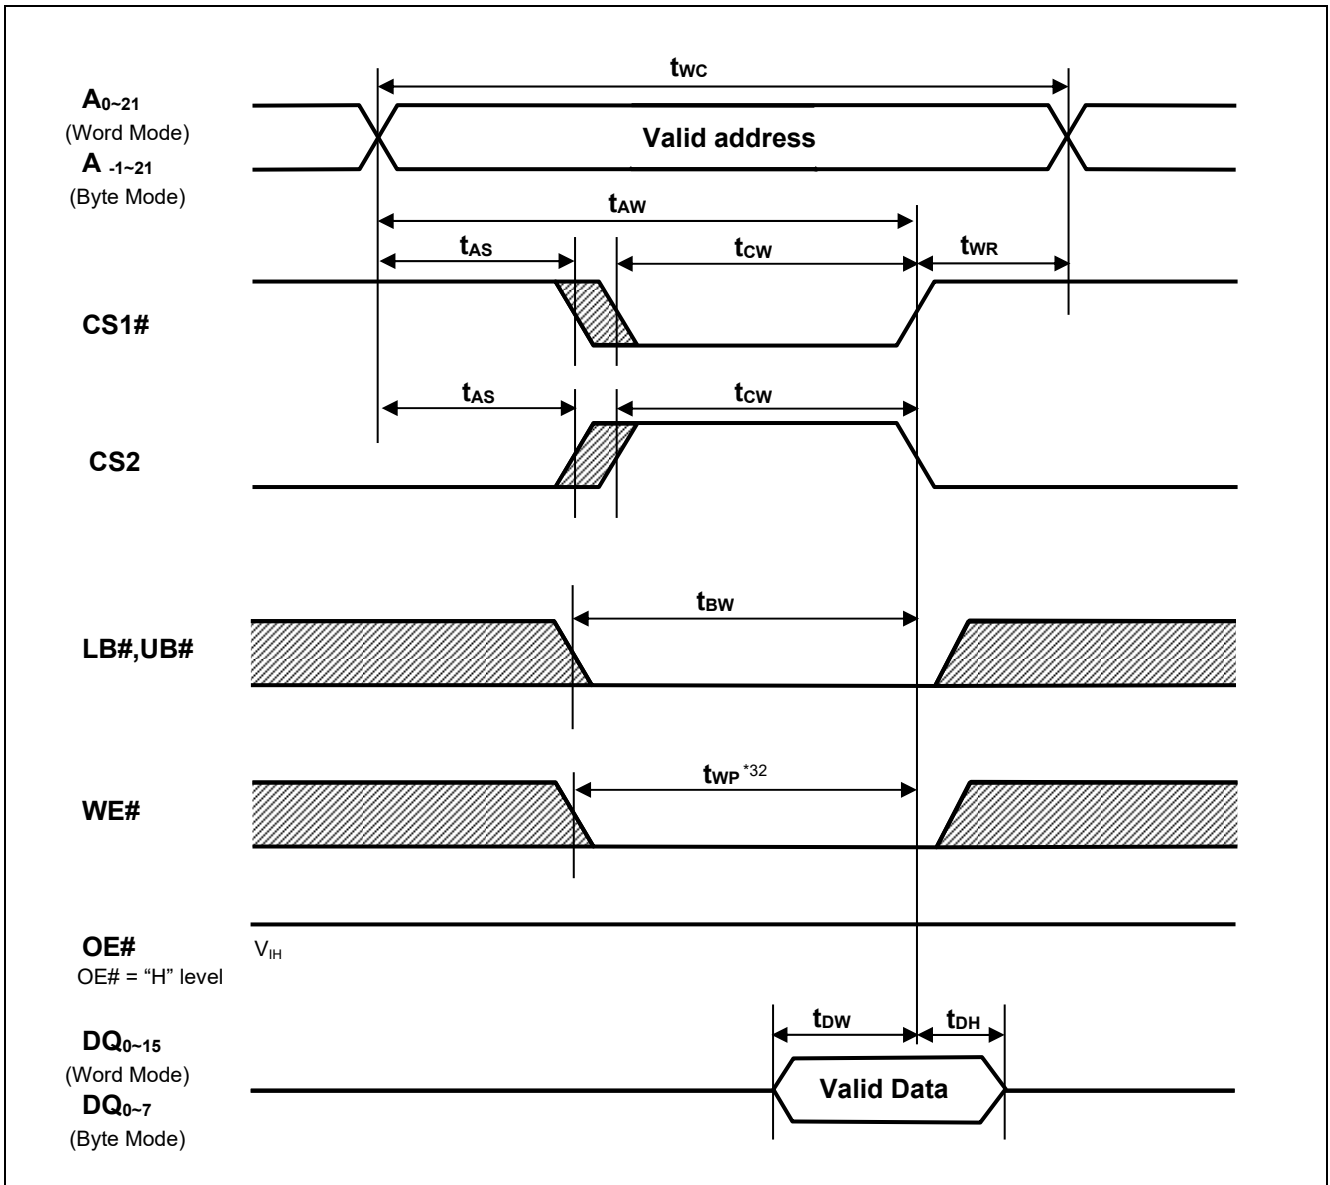 tWC
A0~21
(Word Mode)
A -1~21
(Byte Mode)
Valid address
tAW
tAS
tCW
tWR
CS1#
tAS
tCW
CS2
tBW
LB#,UB#
tWP *32
WE#
OE#
VIH
OE# = “H” level
tDW
tDH
DQ0~15
(Word Mode)
DQ0~7
(Byte Mode)
Valid Data